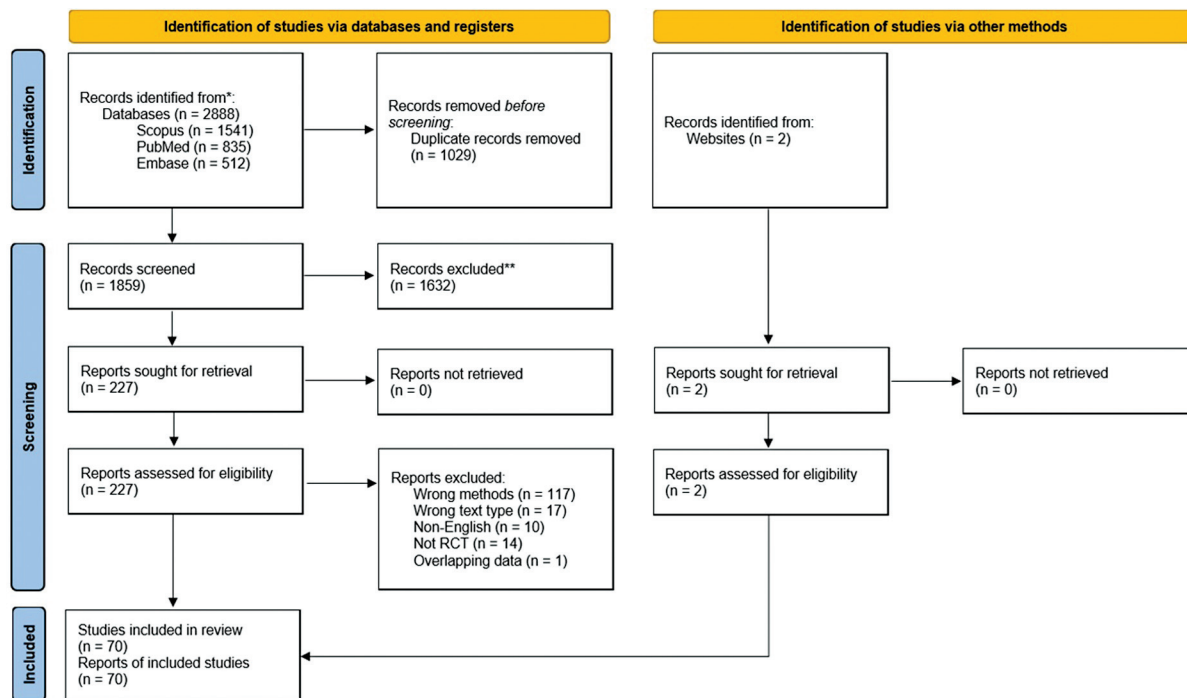 Identification of studies via databases and registers
Identification of studies via other methods
Identification
Records identified from*:
Databases (n = 2888)
Scopus (n = 1541)
PubMed (n = 835)
Embase (n = 512)
Records removed before
screening:
Duplicate records removed
(n = 1029)
Records identified from:
Websites (n = 2)
Screening
Records screened
(n = 1859)
Records excluded**
(n = 1632)
Reports sought for retrieval
(n = 227)
Reports not retrieved
(n = 0)
Reports sought for retrieval
(n = 2)
Reports not retrieved
(n = 0)
Reports assessed for eligibility
(n = 227)
Reports excluded:
Wrong methods (n = 117)
Wrong text type (n = 17)
Non-English (n = 10)
Not RCT (n = 14)
Overlapping data (n = 1)
Reports assessed for eligibility
(n = 2)
Included
Studies included in review
(n = 70)
Reports of included studies
(n = 70)